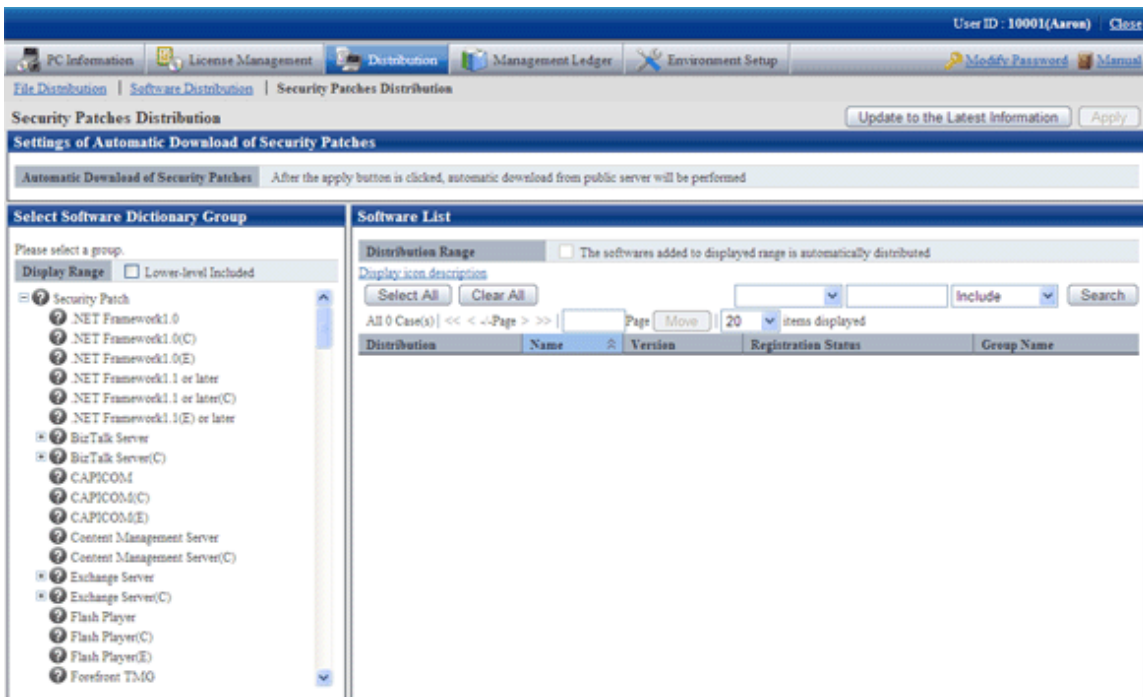 User ID : 10001(Aaron) Close
PC Information License Management Distribution Management Ledger Environment Setup Modify Password Manual
File Distribution | Software Distribution | Security Patches Distribution
Security Patches Distribution Update to the Latest Information Apply
Settings of Automatic Download of Security Patches
Automatic Download of Security Patches After the apply button is clicked, automatic download from public server will be performed
Select Software Dictionary Group
Please select a group.
Display Range Lower-level Included
Security Patch
.NET Framework1.0
.NET Framework1.0(C)
.NET Framework1.0(E)
.NET Framework1.1 or later
.NET Framework1.1 or later(C)
.NET Framework1.1(E) or later
BizTalk Server
BizTalk Server(C)
CAPICOM
CAPICOM(C)
CAPICOM(E)
Content Management Server
Content Management Server(C)
Exchange Server
Exchange Server(C)
Flash Player
Flash Player(C)
Flash Player(E)
Forefront TMG
Software List
Distribution Range The softwares added to displayed range is automatically distributed
Display icon description
Select All Clear All Include Search
All 0 Case(s) | << < -/-Page > >> | Page Move | 20 items displayed
Distribution Name Version Registration Status Group Name